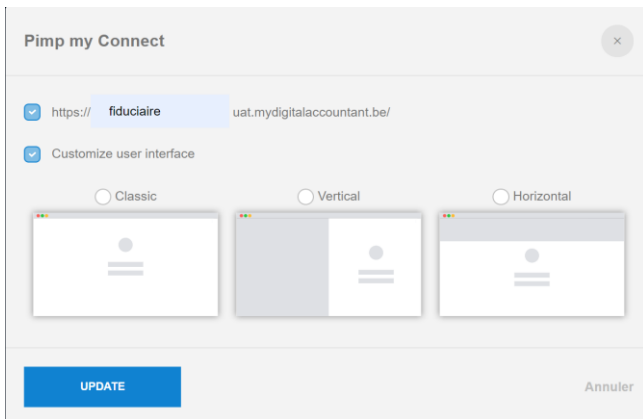 Pimp my Connect
https:// fiduciaire uat.mydigitalaccountant.be/
Customize user interface
Classic Vertical Horizontal
UPDATE Annuler